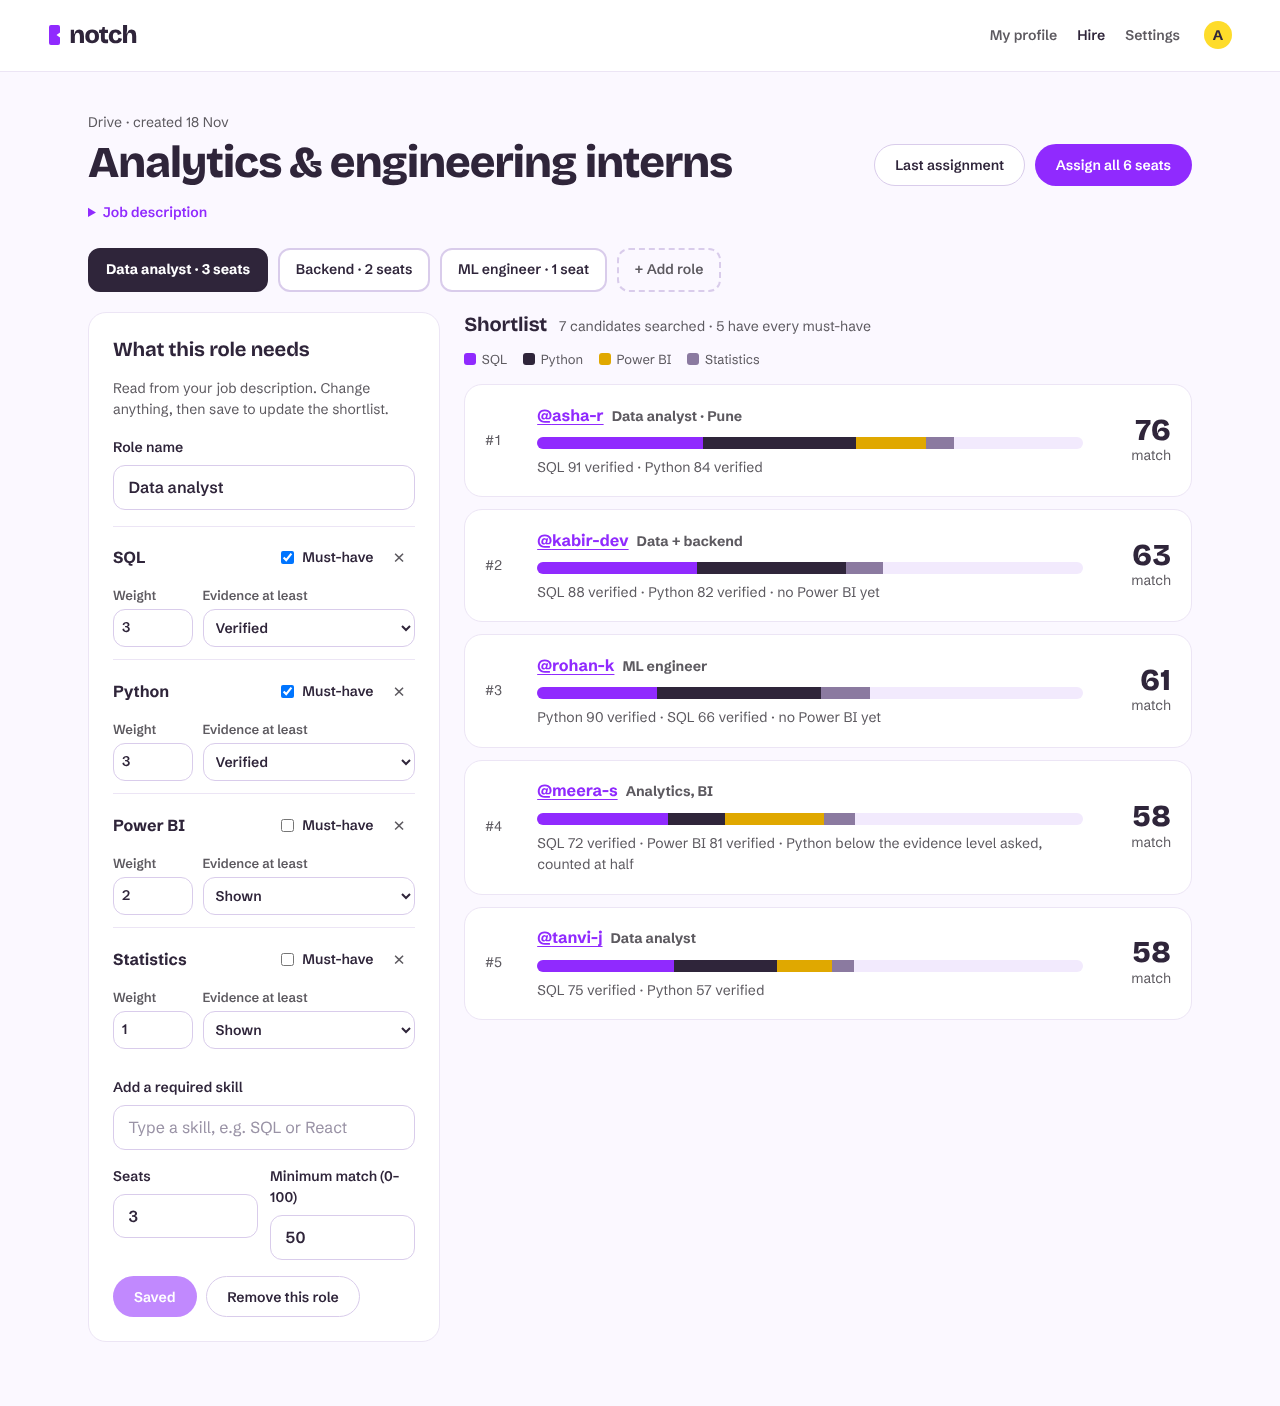 notch
My profile
Hire
Settings
A
Drive · created 18 Nov
Analytics & engineering interns
Last assignment
Assign all 6 seats
Job description
Data analyst · 3 seats
Backend · 2 seats
ML engineer · 1 seat
+ Add role
What this role needs
Read from your job description. Change
anything, then save to update the shortlist.
Role name
Data analyst
SQL
Must-have
×
Weight
Evidence at least
3
Verified
Python
Must-have
×
Weight
Evidence at least
3
Verified
Power BI
Must-have
×
Weight
Evidence at least
2
Shown
Statistics
Must-have
×
Weight
Evidence at least
1
Shown
Add a required skill
Type a skill, e.g. SQL or React
Seats
3
Minimum match (0–
100)
50
Saved
Remove this role
Shortlist
7 candidates searched · 5 have every must-have
SQL
Python
Power BI
Statistics
#1
@asha-r Data analyst · Pune
SQL 91 verified · Python 84 verified
76
match
#2
@kabir-dev Data + backend
SQL 88 verified · Python 82 verified · no Power BI yet
63
match
#3
@rohan-k ML engineer
Python 90 verified · SQL 66 verified · no Power BI yet
61
match
#4
@meera-s Analytics, BI
SQL 72 verified · Power BI 81 verified · Python below the evidence level asked,
counted at half
58
match
#5
@tanvi-j Data analyst
SQL 75 verified · Python 57 verified
58
match